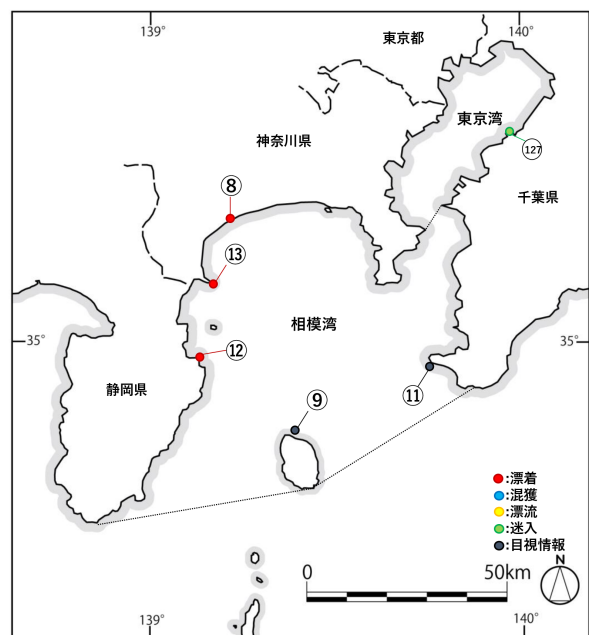 139°
140°
東京都
東京湾
神奈川県
127
千葉県
⑧
⑬
相模湾
35°
35°
⑫
静岡県
⑪
⑨
●:漂着
●:混獲
●:漂流
●:迷入
●:目視情報
N
0
50km
139°
140°